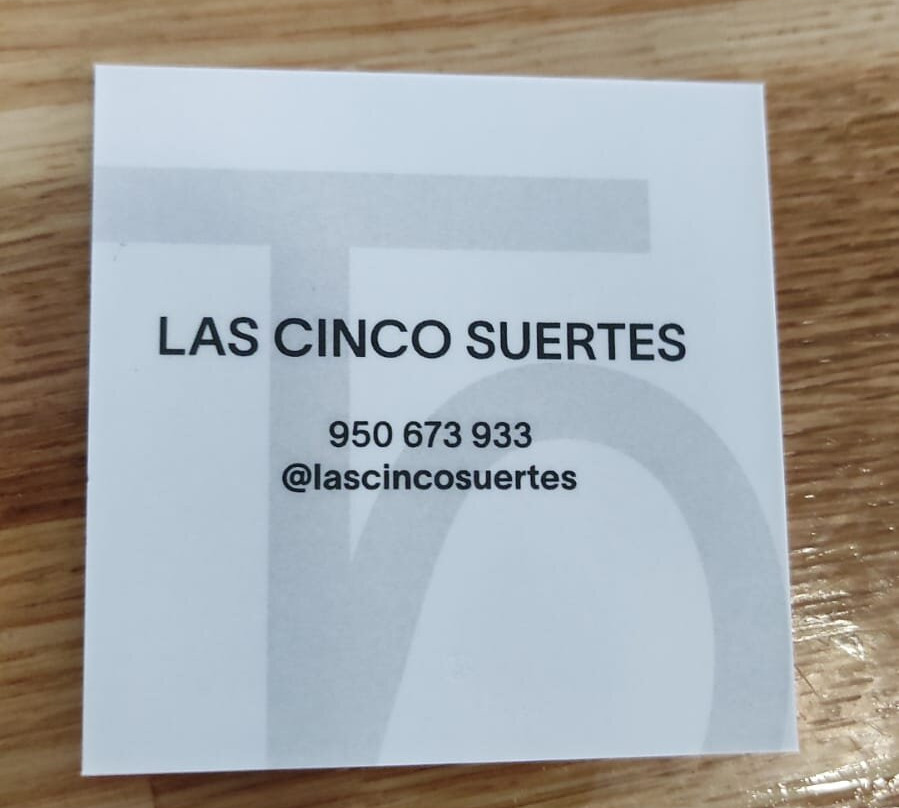 LAS CINCO SUERTES
950 673 933
@lascincosuertes